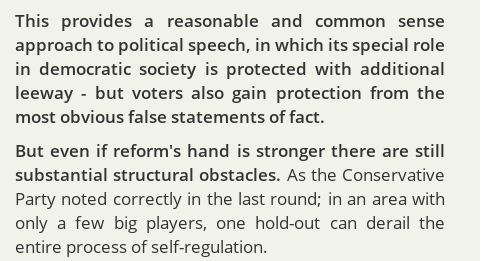 This provides a reasonable and common sense
approach to political speech, in which its special role
in democratic society is protected with additional
leeway - but voters also gain protection from the
most obvious false statements of fact.
But even if reform's hand is stronger there are still
substantial structural obstacles. As the Conservative
Party noted correctly in the last round; in an area with
only a few big players, one hold-out can derail the
entire process of self-regulation.